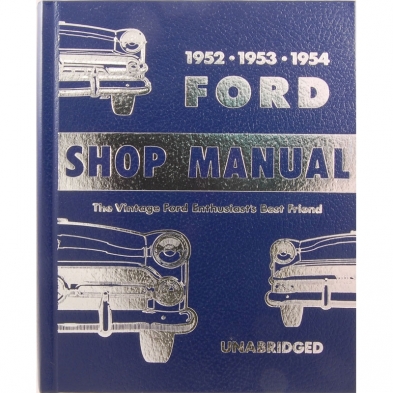 1952 • 1953 • 1954
FORD
SHOP MANUAL
The Vintage Ford Enthusiast's Best Friend
UNABRIDGED